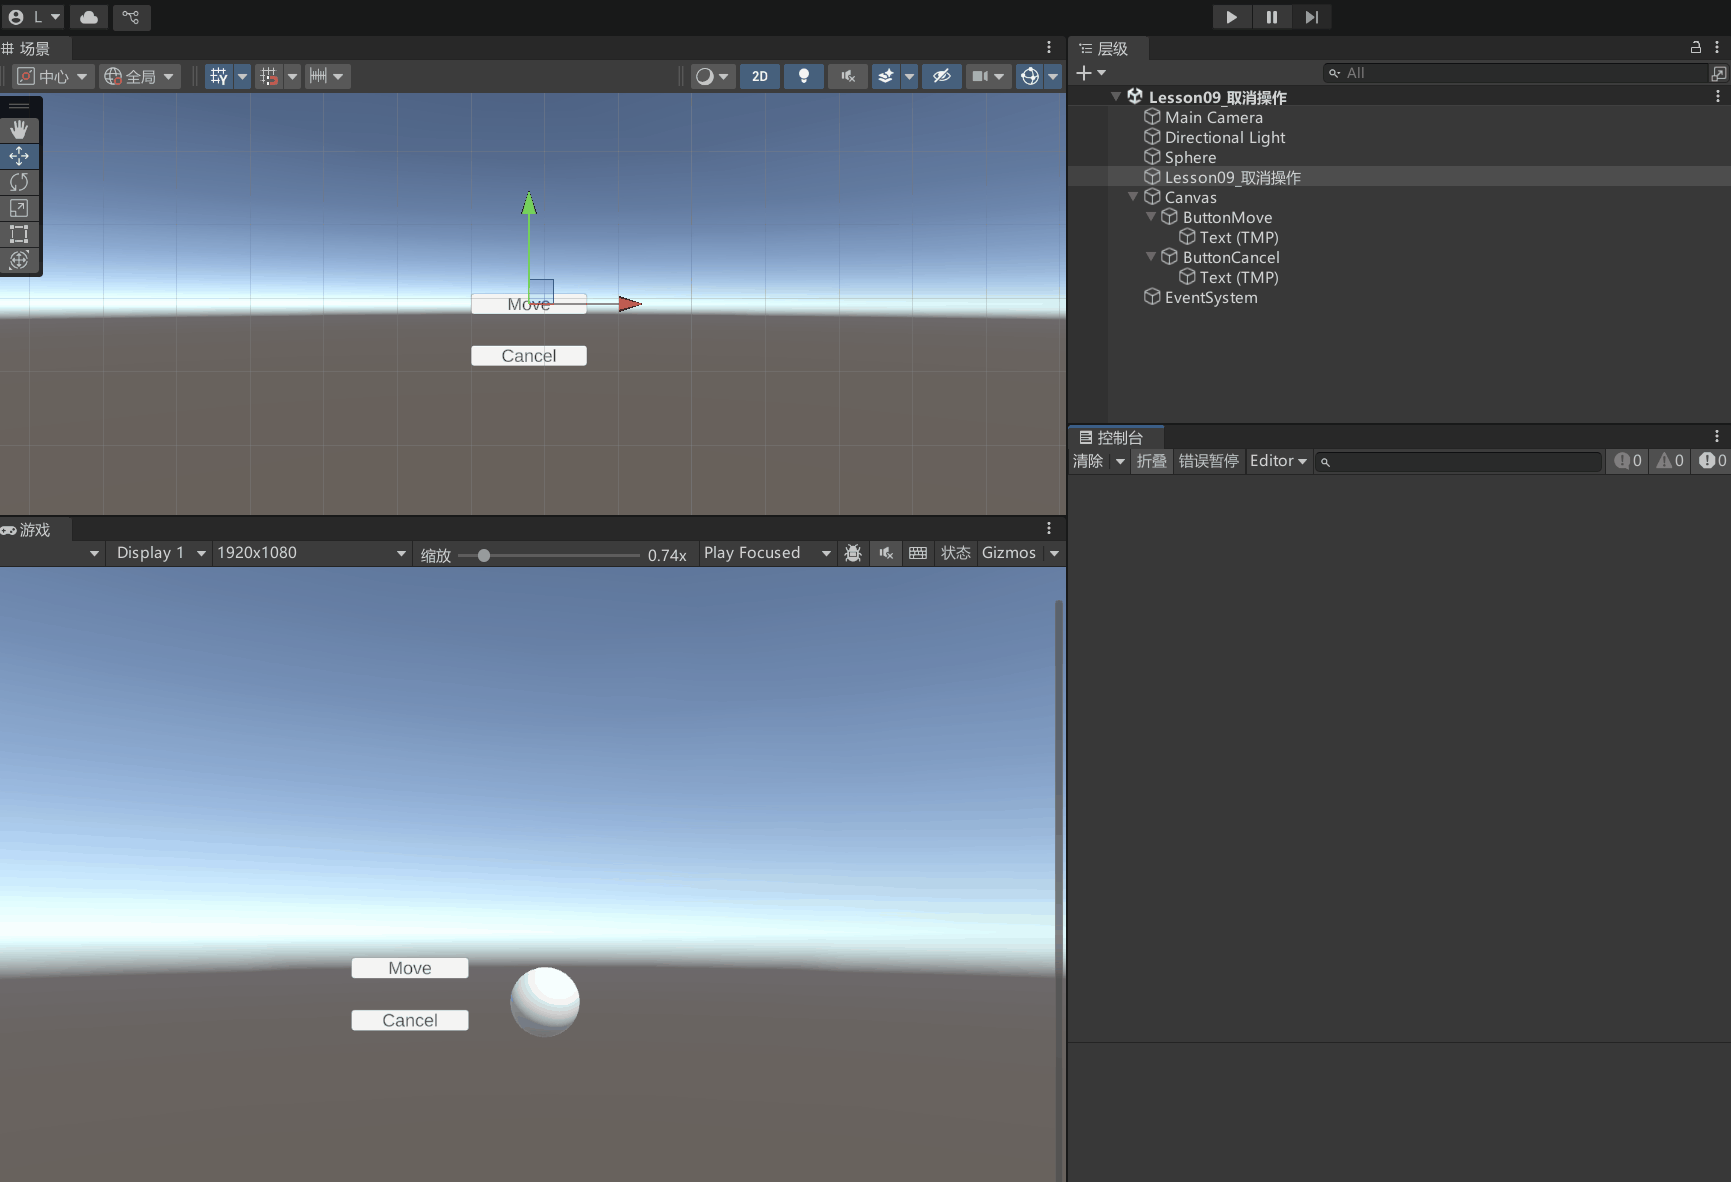 L
场景
中心 全局 2D
Move
Cancel
游戏
Display 1 1920x1080 缩放 0.74x Play Focused 状态 Gizmos
Move
Cancel
层级
All
Lesson09_取消操作
Main Camera
Directional Light
Sphere
Lesson09_取消操作
Canvas
ButtonMove
Text (TMP)
ButtonCancel
Text (TMP)
EventSystem
控制台
清除 折叠 错误暂停 Editor 0 0 0